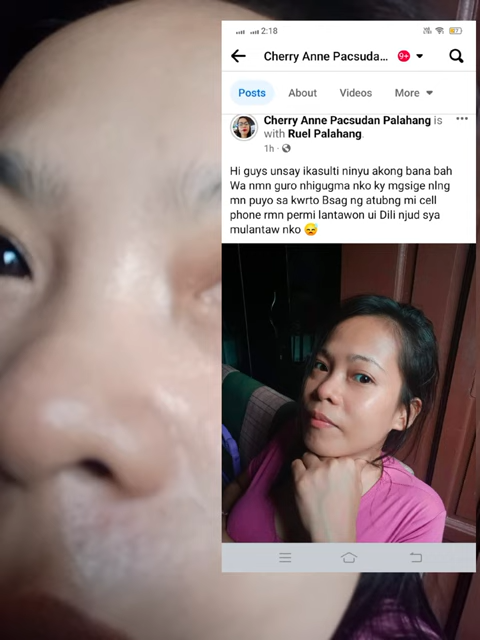 2:18
Cherry Anne Pacsuda...
9+
Posts About Videos More
Cherry Anne Pacsudan Palahang is
with Ruel Palahang.
1h ·
Hi guys unsay ikasulti ninyu akong bana bah
Wa nmn guro nhigugma nko ky mgsige nlng
mn puyo sa kwrto Bsag ng atubng mi cell
phone rmn permi lantawon ui Dili njud sya
mulantaw nko 😴